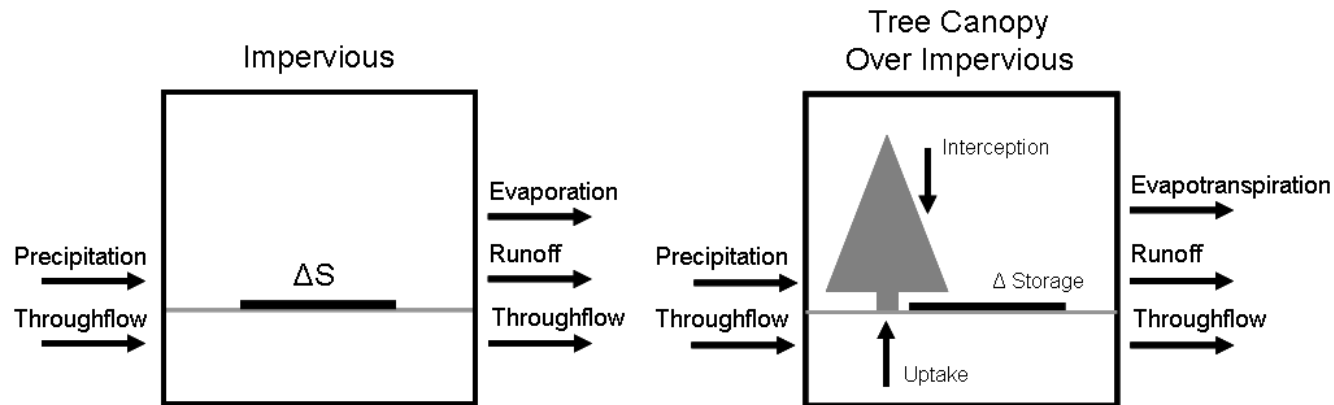 Impervious
Precipitation
Throughflow
ΔS
Evaporation
Runoff
Throughflow
Tree Canopy
Over Impervious
Precipitation
Throughflow
Interception
Δ Storage
Uptake
Evapotranspiration
Runoff
Throughflow